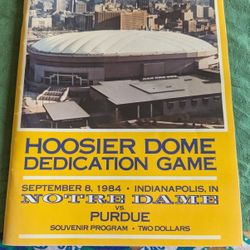 HOOSIER DOME
DEDICATION GAME
SEPTEMBER 8, 1984 • INDIANAPOLIS, IN
NOTRE DAME
VS.
PURDUE
SOUVENIR PROGRAM • TWO DOLLARS